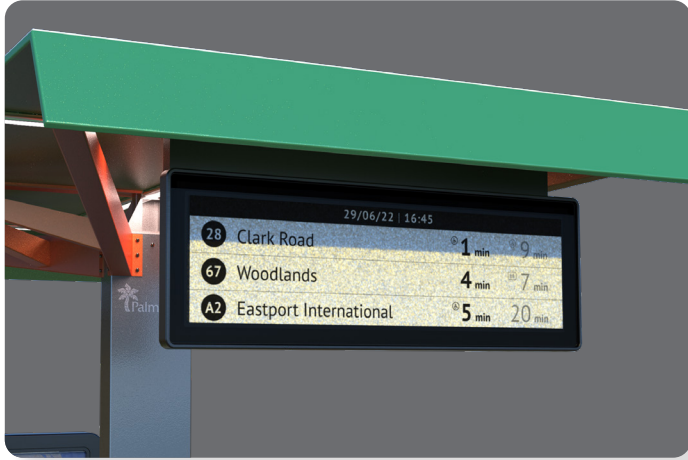 29/06/22 | 16:45
28 Clark Road 1 min 9 min
67 Woodlands 4 min 7 min
A2 Eastport International 5 min 20 min
Palm